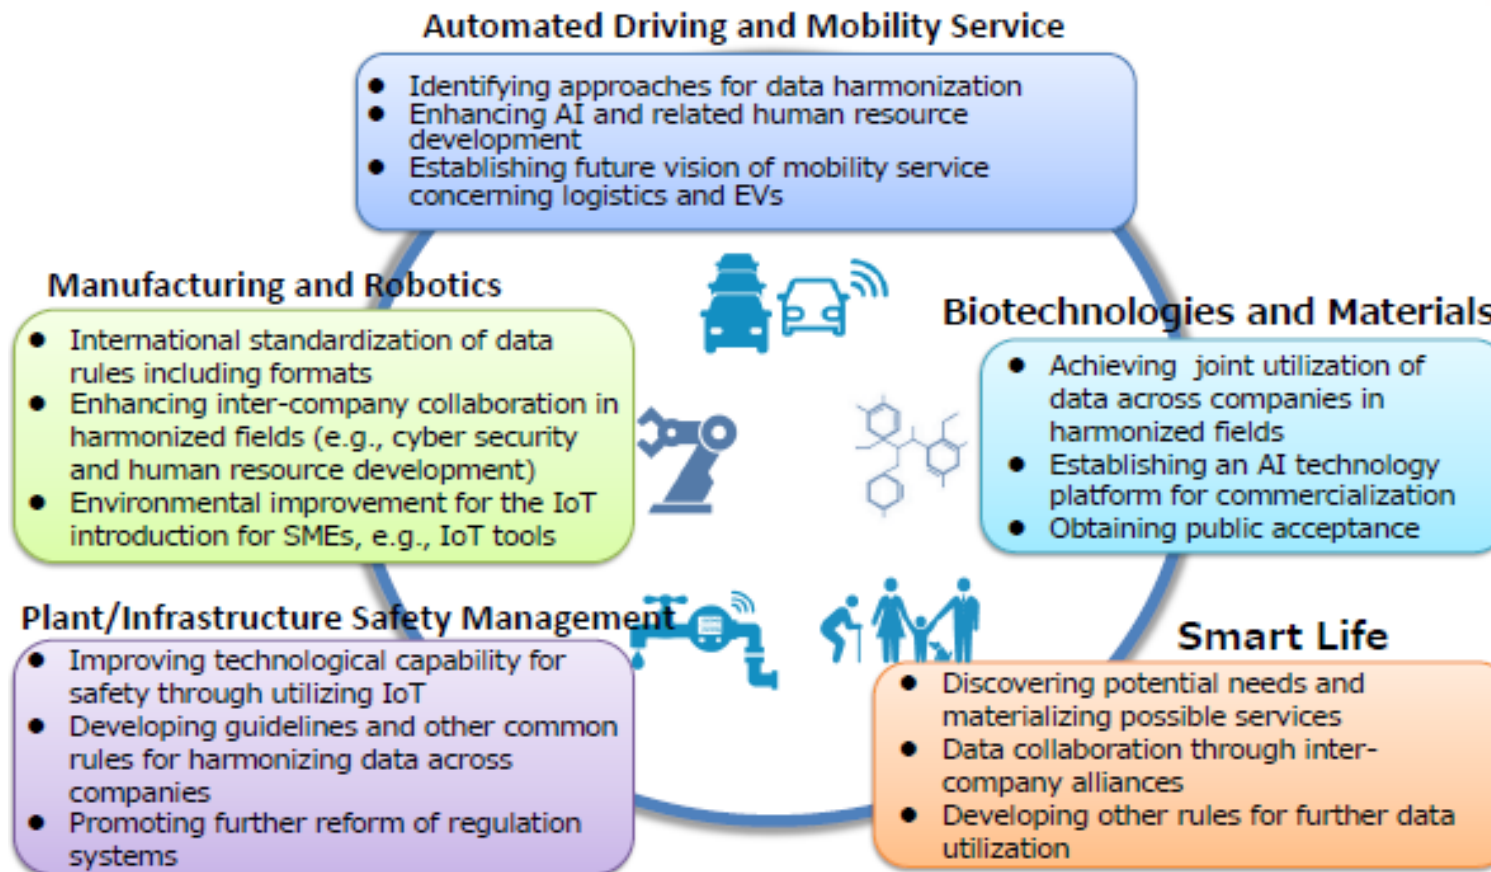 Automated Driving and Mobility Service
● Identifying approaches for data harmonization
● Enhancing AI and related human resource
development
● Establishing future vision of mobility service
concerning logistics and EVs
Manufacturing and Robotics
● International standardization of data
rules including formats
● Enhancing inter-company collaboration in
harmonized fields (e.g., cyber security
and human resource development)
● Environmental improvement for the IoT
introduction for SMEs, e.g., IoT tools
Biotechnologies and Materials
● Achieving joint utilization of
data across companies in
harmonized fields
● Establishing an AI technology
platform for commercialization
● Obtaining public acceptance
Plant/Infrastructure Safety Management
● Improving technological capability for
safety through utilizing IoT
● Developing guidelines and other common
rules for harmonizing data across
companies
● Promoting further reform of regulation
systems
Smart Life
● Discovering potential needs and
materializing possible services
● Data collaboration through inter-
company alliances
● Developing other rules for further data
utilization